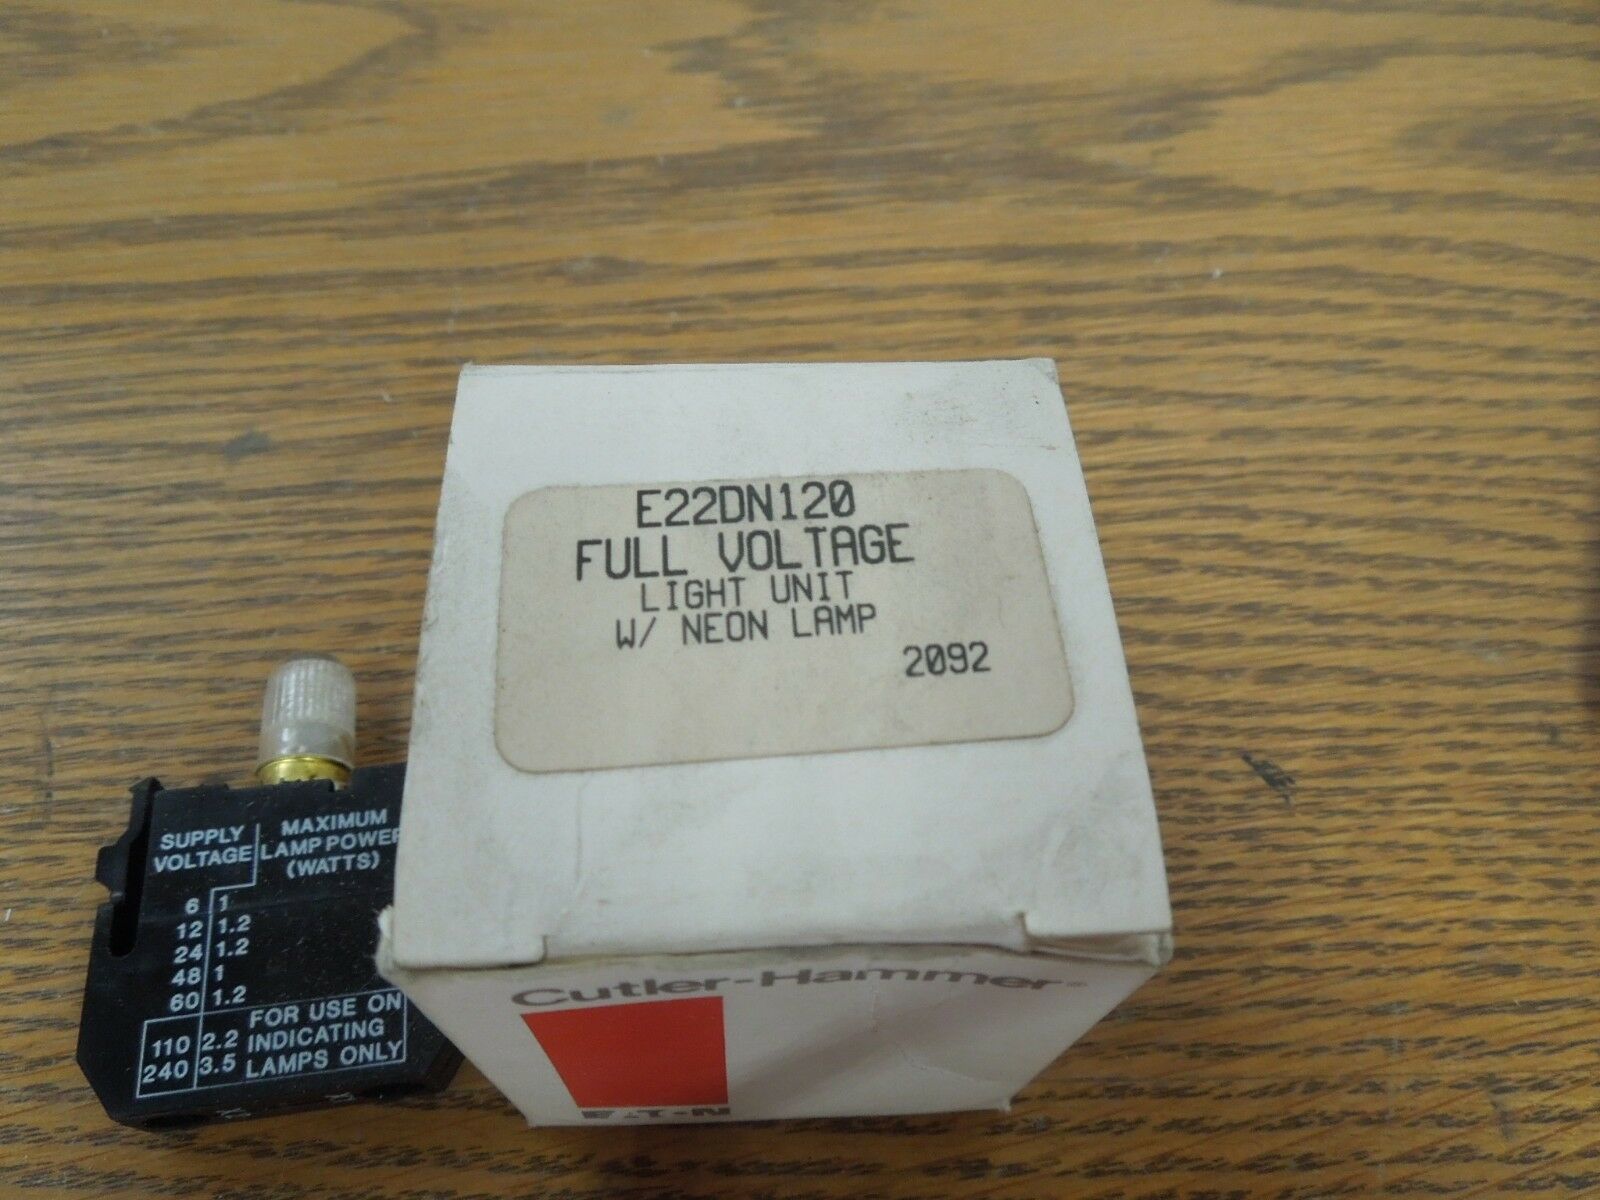 E22DN120
FULL VOLTAGE
LIGHT UNIT
W/ NEON LAMP
2092
Cutler-Hammer®
EAT•N
SUPPLY VOLTAGE
MAXIMUM LAMP POWER (WATTS)
6 1
12 1.2
24 1.2
48 1
60 1.2
110 2.2
240 3.5
FOR USE ON
INDICATING
LAMPS ONLY